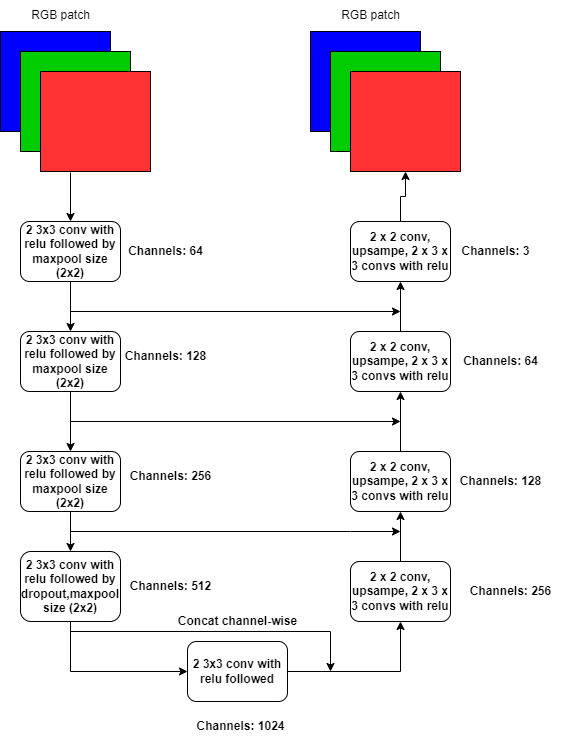 RGB patch
RGB patch
2 3x3 conv with
relu followed by
maxpool size
(2x2)
Channels: 64
2 x 2 conv,
upsampe, 2 x 3 x
3 convs with relu
Channels: 3
2 3x3 conv with
relu followed by
maxpool size
(2x2)
Channels: 128
2 x 2 conv,
upsampe, 2 x 3 x
3 convs with relu
Channels: 64
2 3x3 conv with
relu followed by
maxpool size
(2x2)
Channels: 256
2 x 2 conv,
upsampe, 2 x 3 x
3 convs with relu
Channels: 128
2 3x3 conv with
relu followed by
dropout,maxpool
size (2x2)
Channels: 512
2 x 2 conv,
upsampe, 2 x 3 x
3 convs with relu
Channels: 256
Concat channel-wise
2 3x3 conv with
relu followed
Channels: 1024